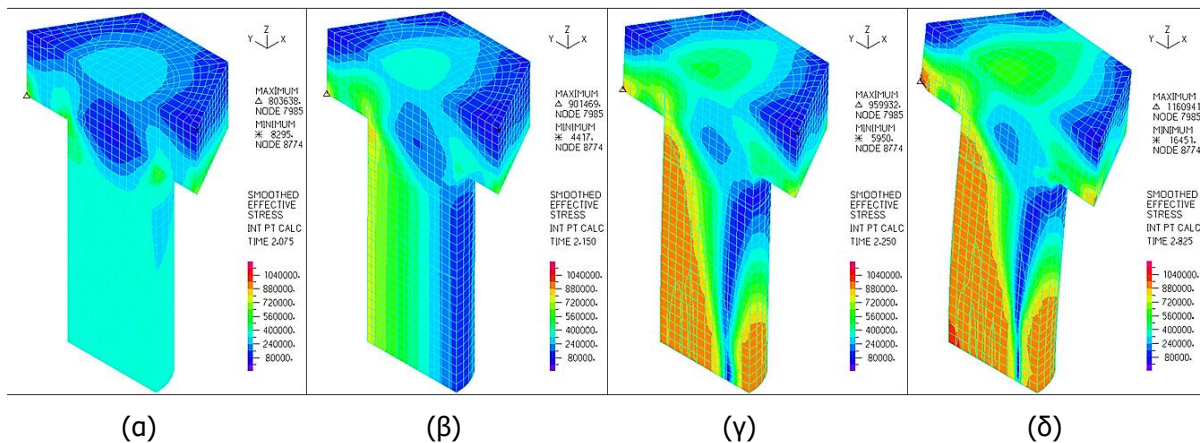 Z
Y X
MAXIMUM
△ 803638.
NODE 7985
MINIMUM
✳ 8295.
NODE 8774
SMOOTHED
EFFECTIVE
STRESS
INT PT CALC
TIME 2.075
1040000.
880000.
720000.
560000.
400000.
240000.
80000.
Z
Y X
MAXIMUM
△ 901469.
NODE 7985
MINIMUM
✳ 4417.
NODE 8774
SMOOTHED
EFFECTIVE
STRESS
INT PT CALC
TIME 2.150
1040000.
880000.
720000.
560000.
400000.
240000.
80000.
Z
Y X
MAXIMUM
△ 959932.
NODE 7985
MINIMUM
✳ 5950.
NODE 8774
SMOOTHED
EFFECTIVE
STRESS
INT PT CALC
TIME 2.250
1040000.
880000.
720000.
560000.
400000.
240000.
80000.
Z
Y X
MAXIMUM
△ 1160941
NODE 7985
MINIMUM
✳ 16451.
NODE 8774
SMOOTHED
EFFECTIVE
STRESS
INT PT CALC
TIME 2.825
1040000.
880000.
720000.
560000.
400000.
240000.
80000.
(α) (β) (γ) (δ)